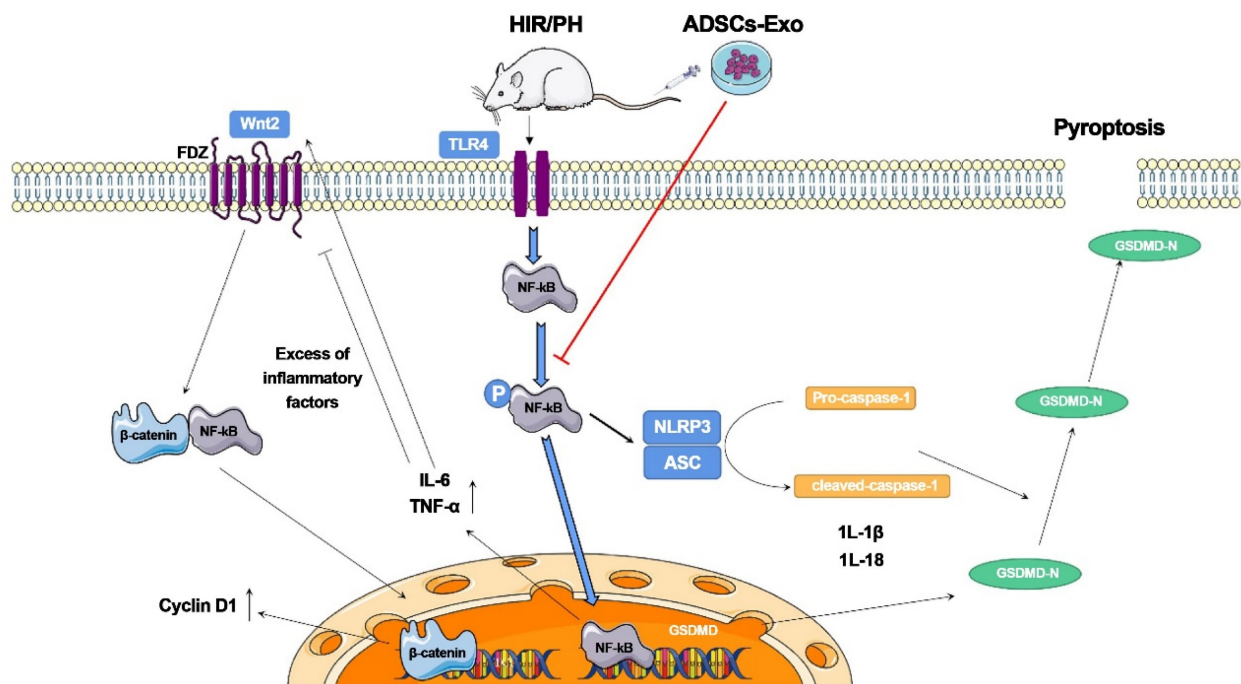 HIR/PH
ADSCs-Exo
Wnt2
FDZ
TLR4
Pyroptosis
GSDMD-N
NF-kB
Excess of
inflammatory
factors
P
NF-kB
β-catenin
NF-kB
NLRP3
ASC
Pro-caspase-1
GSDMD-N
cleaved-caspase-1
IL-6
TNF-α
1L-1β
1L-18
GSDMD-N
Cyclin D1
β-catenin
NF-kB
GSDMD